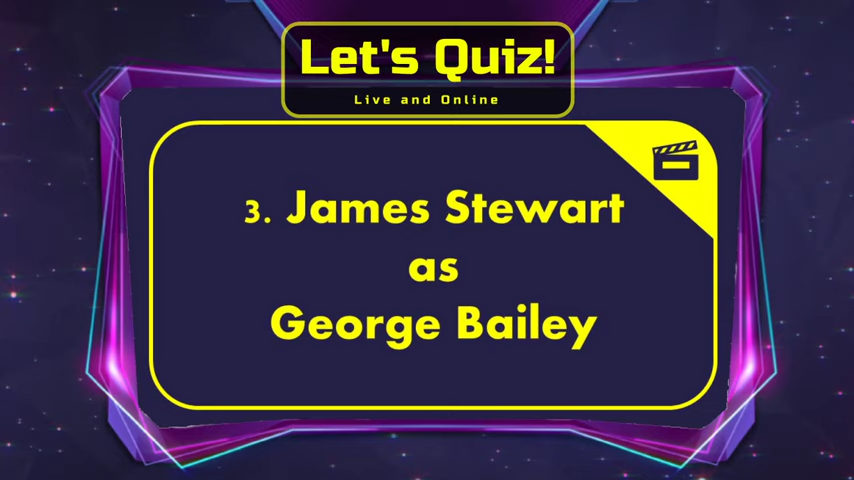 Let's Quiz!
Live and Online
3. James Stewart
as
George Bailey